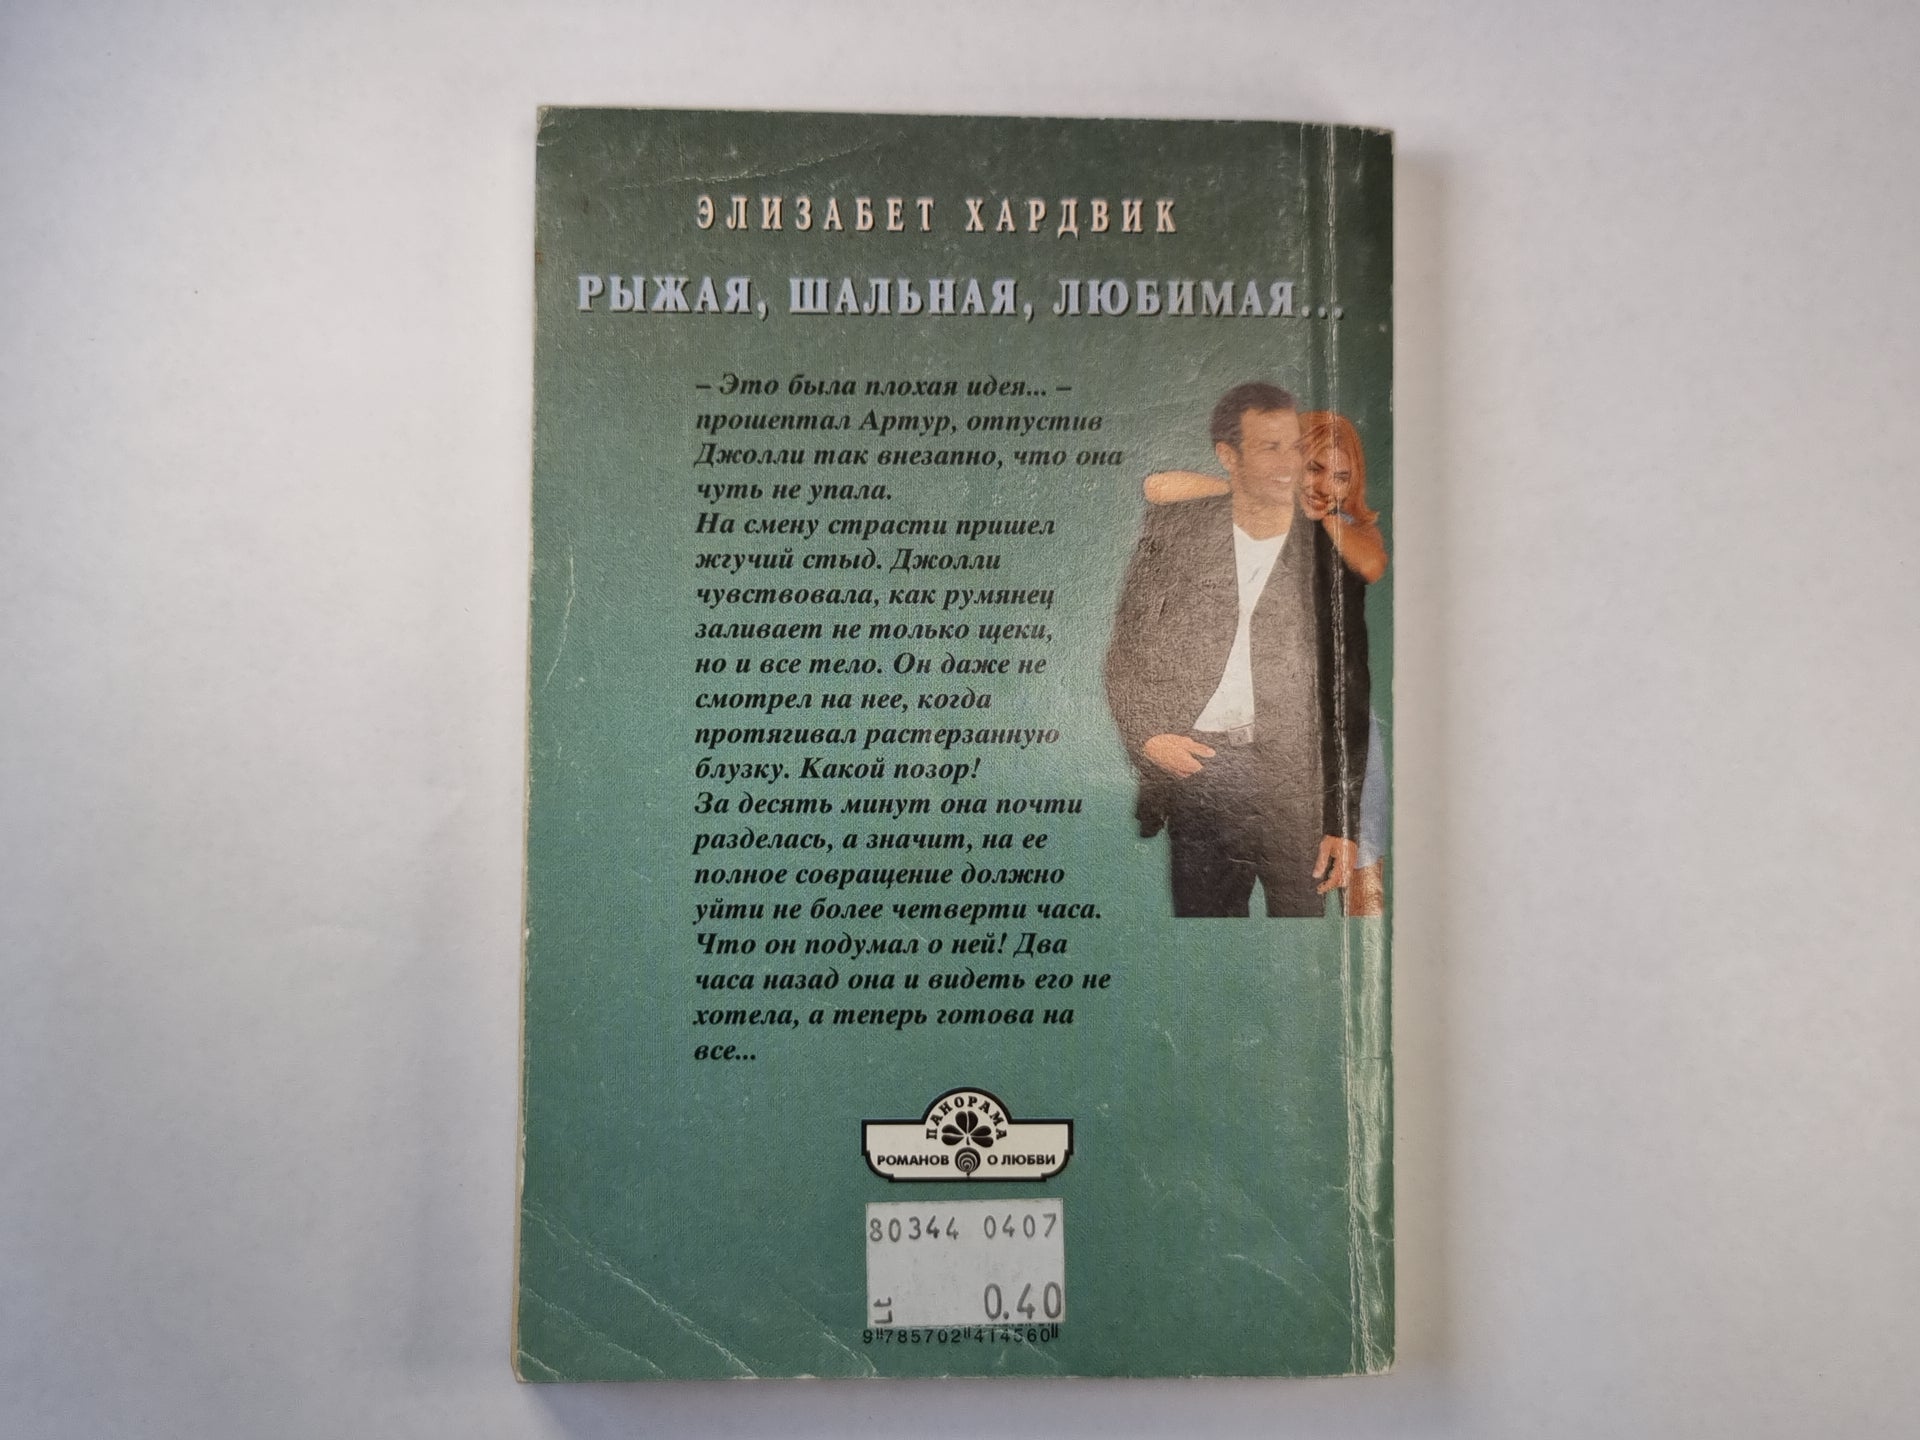 ЭЛИЗАБЕТ ХАРДВИК
РЫЖАЯ, ШАЛЬНАЯ, ЛЮБИМАЯ...
– Это была плохая идея... –
прошептал Артур, отпустив
Джолли так внезапно, что она
чуть не упала.
На смену страсти пришел
жгучий стыд. Джолли
чувствовала, как румянец
заливает не только щеки,
но и все тело. Он даже не
смотрел на нее, когда
протягивал растерзанную
блузку. Какой позор!
За десять минут она почти
разделась, а значит, на ее
полное совращение должно
уйти не более четверти часа.
Что он подумал о ней! Два
часа назад она и видеть его не
хотела, а теперь готова на
все...
ПАНОРАМА
РОМАНОВ О ЛЮБВИ
80344 0407
Lt 0.40
9 785702 414560